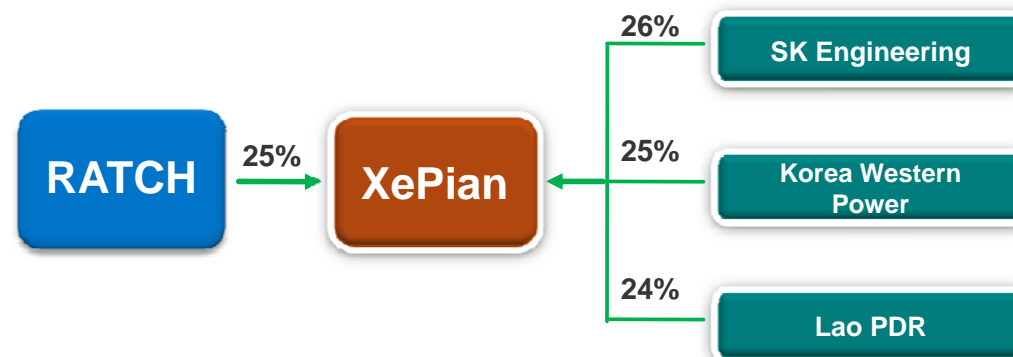 26%
SK Engineering
RATCH
25%
XePian
25%
Korea Western
Power
24%
Lao PDR